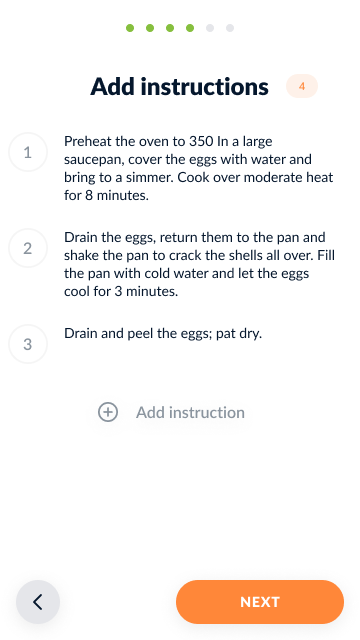 Add instructions 4
1
Preheat the oven to 350 In a large
saucepan, cover the eggs with water and
bring to a simmer. Cook over moderate heat
for 8 minutes.
2
Drain the eggs, return them to the pan and
shake the pan to crack the shells all over. Fill
the pan with cold water and let the eggs
cool for 3 minutes.
3
Drain and peel the eggs; pat dry.
Add instruction
NEXT